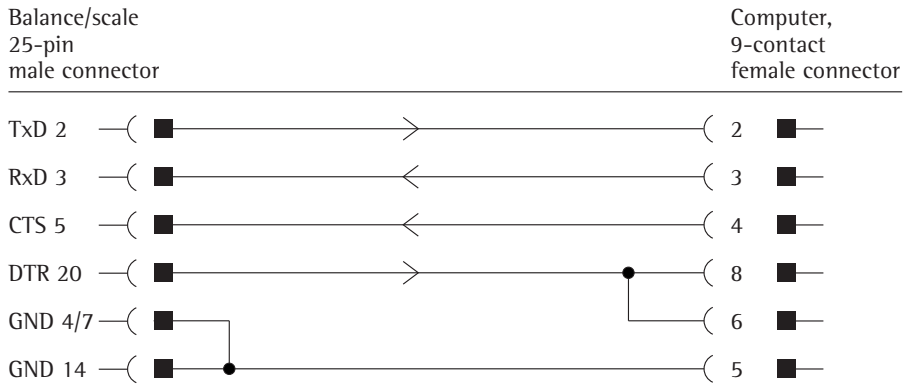 Balance/scale
25-pin
male connector
Computer,
9-contact
female connector
TxD 2
2
RxD 3
3
CTS 5
4
DTR 20
8
GND 4/7
6
GND 14
5